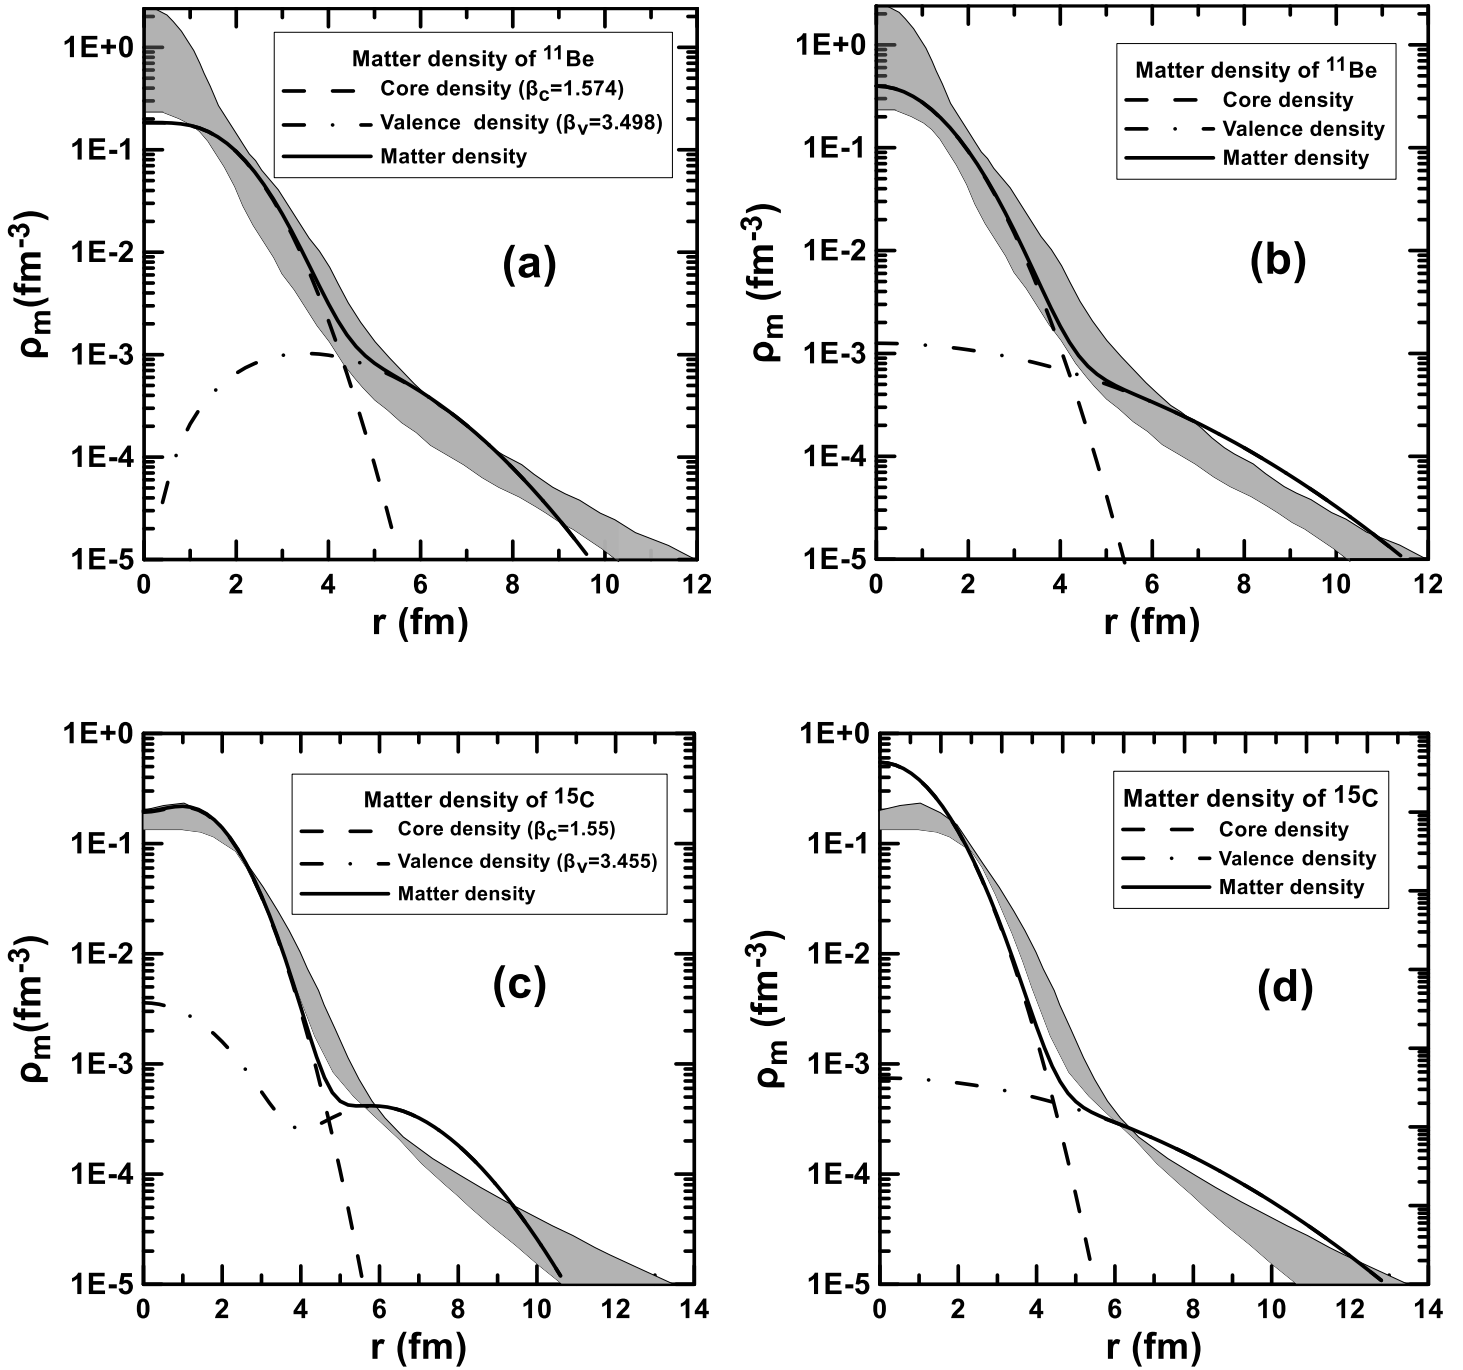 Matter density of ¹¹Be
Core density (βc=1.574)
Valence density (βv=3.498)
Matter density
(a)
1E+0
1E-1
1E-2
1E-3
1E-4
1E-5
ρm(fm⁻³)
0 2 4 6 8 10 12
r (fm)
Matter density of ¹¹Be
Core density
Valence density
Matter density
(b)
1E+0
1E-1
1E-2
1E-3
1E-4
1E-5
ρm (fm⁻³)
0 2 4 6 8 10 12
r (fm)
Matter density of ¹⁵C
Core density (βc=1.55)
Valence density (βv=3.455)
Matter density
(c)
1E+0
1E-1
1E-2
1E-3
1E-4
1E-5
ρm(fm⁻³)
0 2 4 6 8 10 12 14
r (fm)
Matter density of ¹⁵C
Core density
Valence density
Matter density
(d)
1E+0
1E-1
1E-2
1E-3
1E-4
1E-5
ρm (fm⁻³)
0 2 4 6 8 10 12 14
r (fm)